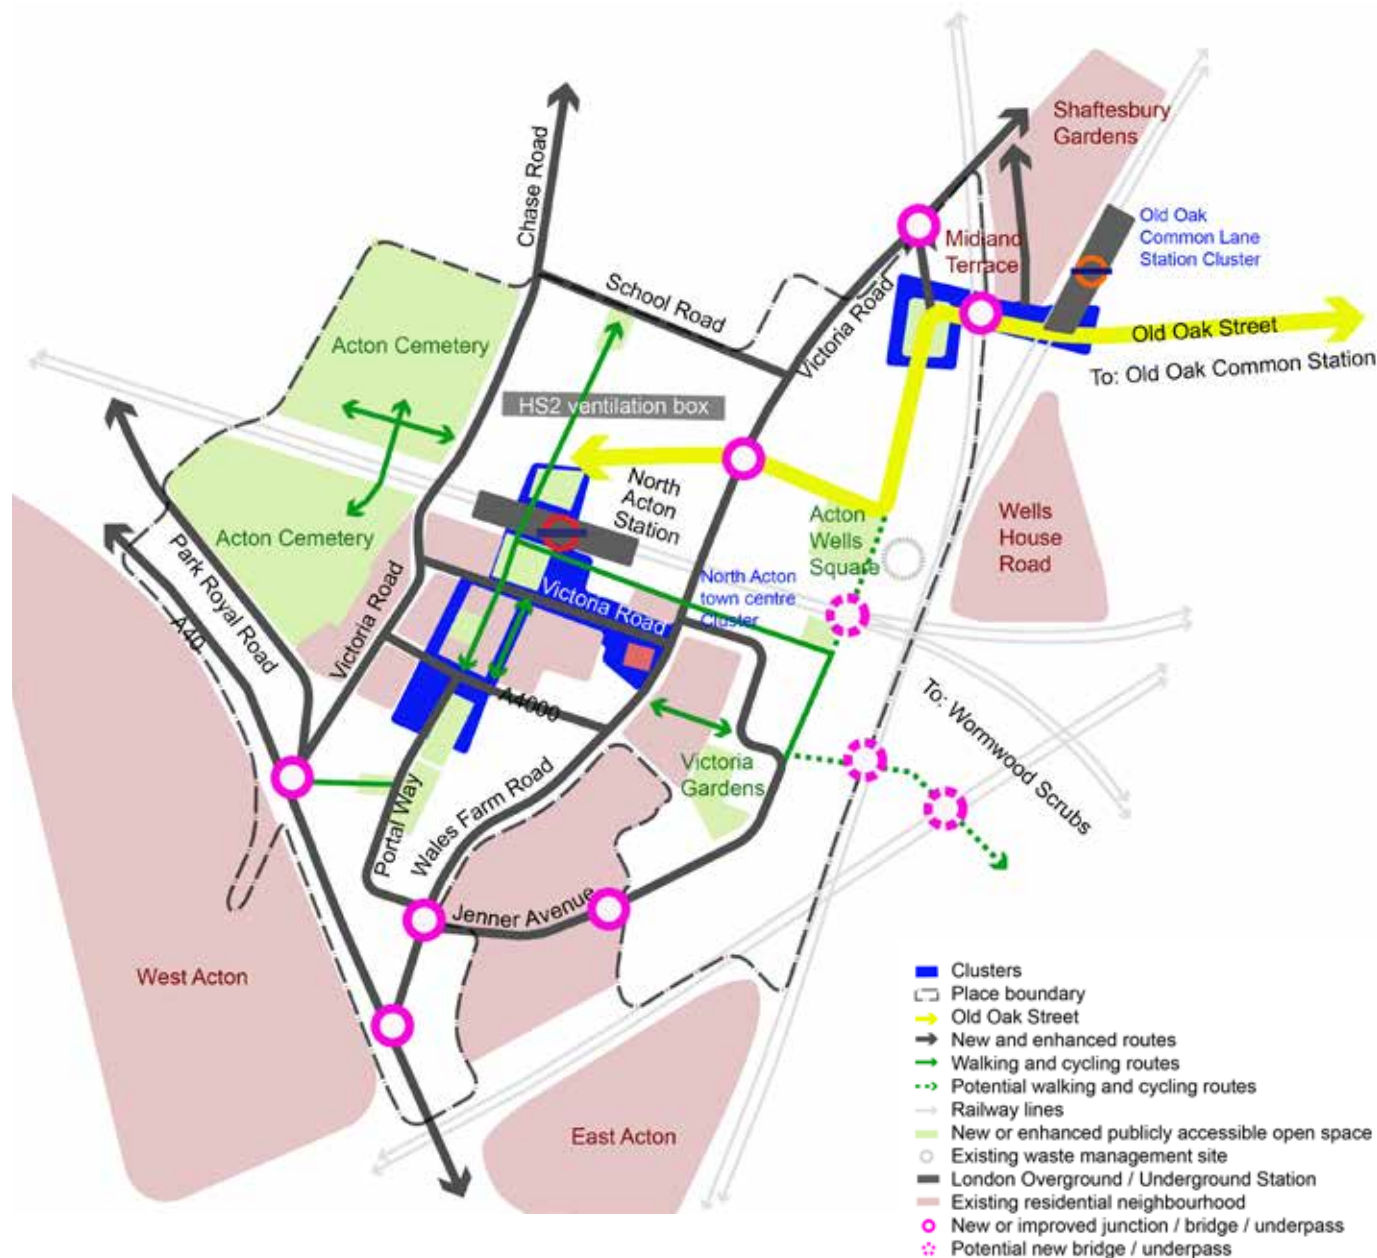 Shaftesbury
Gardens
Chase Road
Old Oak
Common Lane
Station Cluster
Midland
Terrace
School Road
Victoria Road
Acton Cemetery
Old Oak Street
To: Old Oak Common Station
HS2 ventilation box
North
Acton
Station
Acton
Wells
Square
Wells
House
Road
Acton Cemetery
Park Royal Road
A40
Victoria Road
Victoria Road
North Acton
town centre
Cluster
A4000
To: Wormwood Scrubs
Victoria
Gardens
Portal Way
Wales Farm Road
Jenner Avenue
West Acton
East Acton
Clusters
Place boundary
Old Oak Street
New and enhanced routes
Walking and cycling routes
Potential walking and cycling routes
Railway lines
New or enhanced publicly accessible open space
Existing waste management site
London Overground / Underground Station
Existing residential neighbourhood
New or improved junction / bridge / underpass
Potential new bridge / underpass